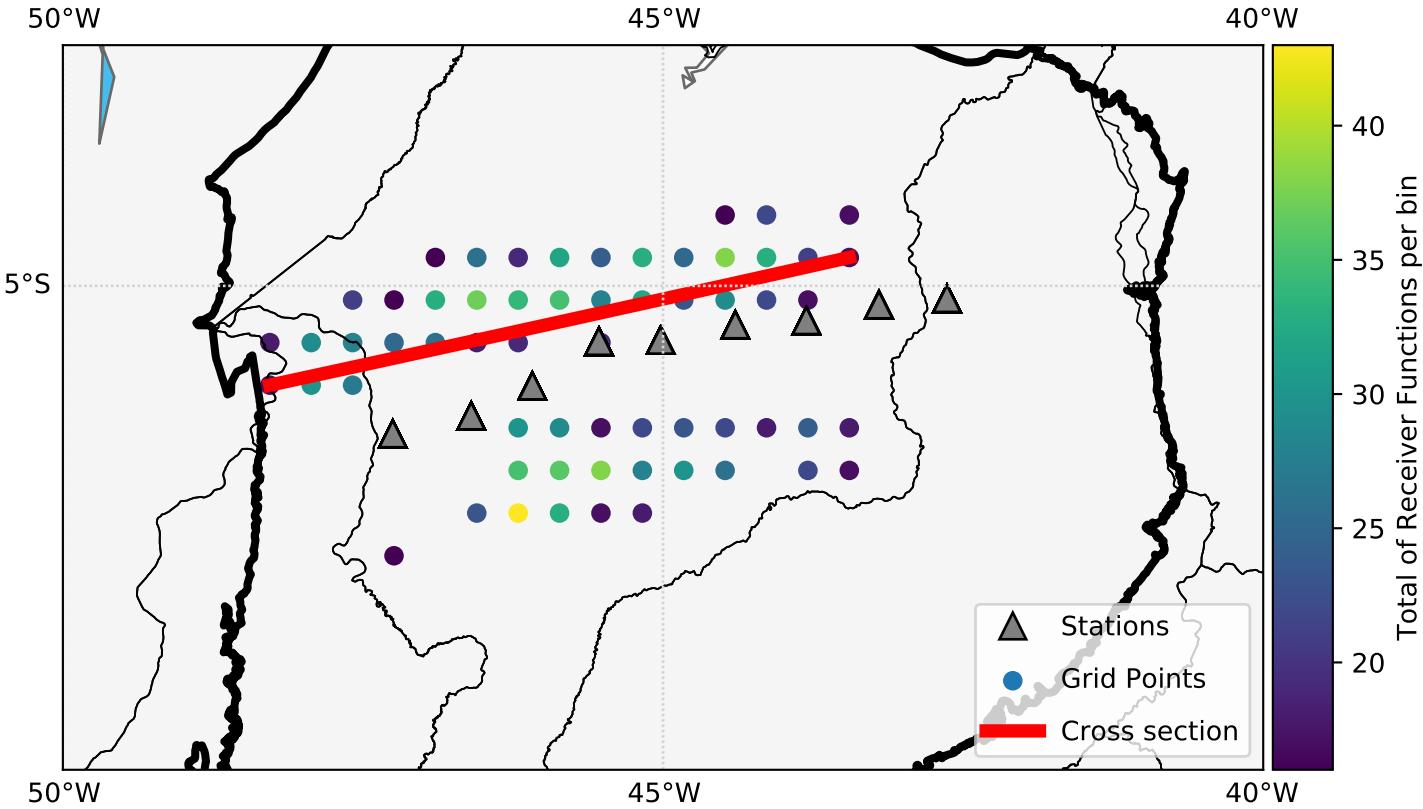 50°W 45°W 40°W
5°S
40
35
30
25
20
Total of Receiver Functions per bin
Stations
Grid Points
Cross section
50°W 45°W 40°W